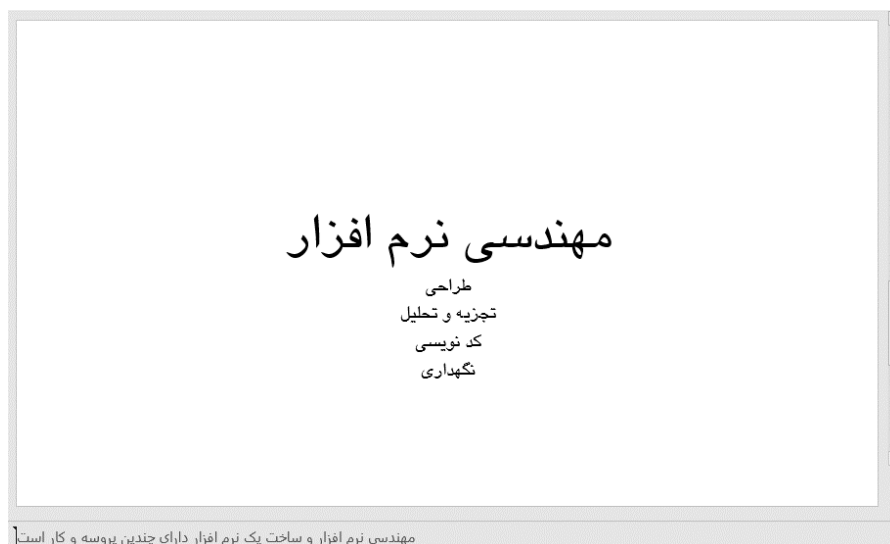 مهندسی نرم افزار
طراحی
تجزیه و تحلیل
کد نویسی
نگهداری
مهندسی نرم افزار و ساخت یک نرم افزار دارای چندین پروسه و کار است